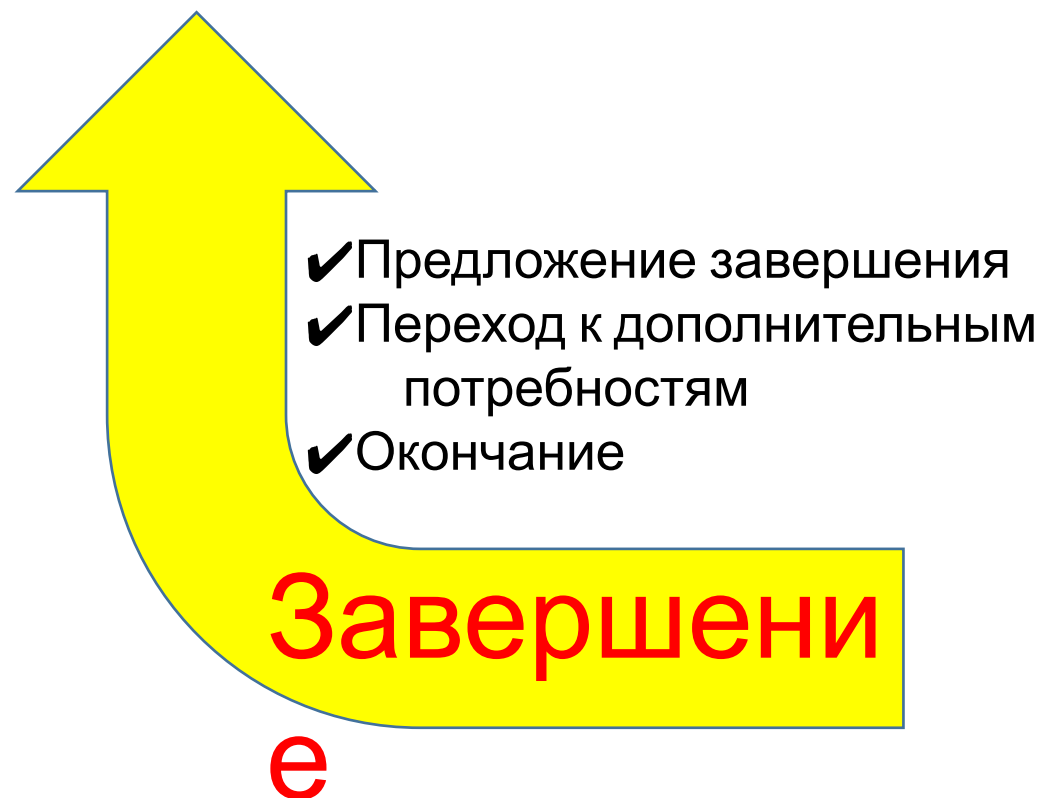 ✔Предложение завершения
✔Переход к дополнительным
потребностям
✔Окончание
Завершени
е